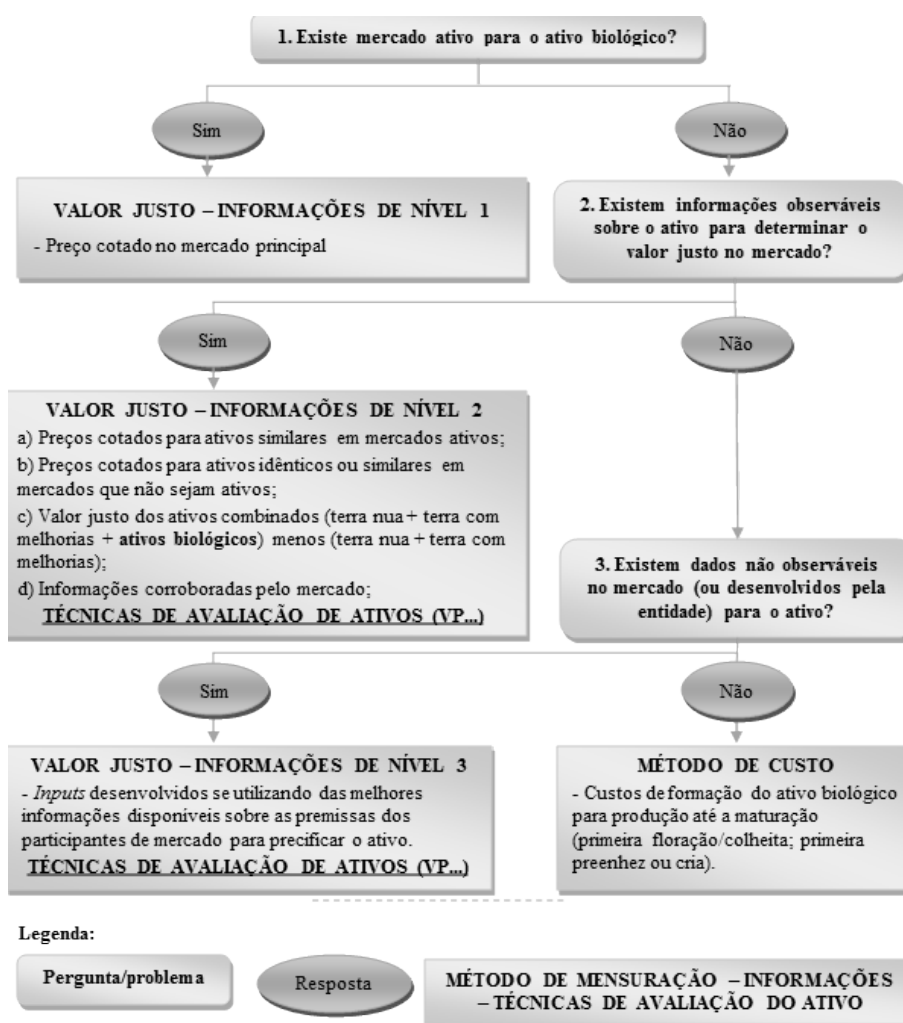 1. Existe mercado ativo para o ativo biológico?
Sim
Não
VALOR JUSTO – INFORMAÇÕES DE NÍVEL 1
- Preço cotado no mercado principal
2. Existem informações observáveis
sobre o ativo para determinar o
valor justo no mercado?
Sim
Não
VALOR JUSTO – INFORMAÇÕES DE NÍVEL 2
a) Preços cotados para ativos similares em mercados ativos;
b) Preços cotados para ativos idênticos ou similares em
mercados que não sejam ativos;
c) Valor justo dos ativos combinados (terra nua + terra com
melhorias + ativos biológicos) menos (terra nua + terra com
melhorias);
d) Informações corroboradas pelo mercado;
TÉCNICAS DE AVALIAÇÃO DE ATIVOS (VP...)
3. Existem dados não observáveis
no mercado (ou desenvolvidos pela
entidade) para o ativo?
Sim
Não
VALOR JUSTO – INFORMAÇÕES DE NÍVEL 3
- Inputs desenvolvidos se utilizando das melhores
informações disponíveis sobre as premissas dos
participantes de mercado para precificar o ativo.
TÉCNICAS DE AVALIAÇÃO DE ATIVOS (VP...)
MÉTODO DE CUSTO
- Custos de formação do ativo biológico
para produção até a maturação
(primeira floração/colheita; primeira
preenhez ou cria).
Legenda:
Pergunta/problema
Resposta
MÉTODO DE MENSURAÇÃO – INFORMAÇÕES
– TÉCNICAS DE AVALIAÇÃO DO ATIVO